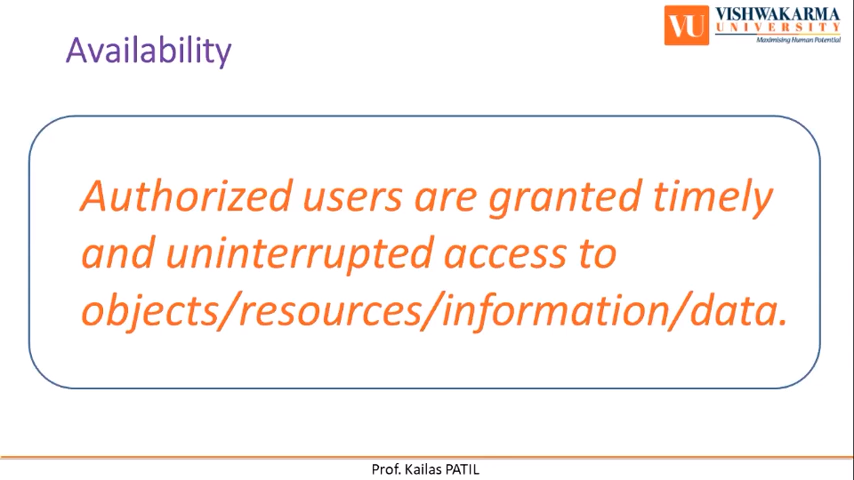 Availability
VU
VISHWAKARMA
UNIVERSITY
Maximising Human Potential
Authorized users are granted timely
and uninterrupted access to
objects/resources/information/data.
Prof. Kailas PATIL